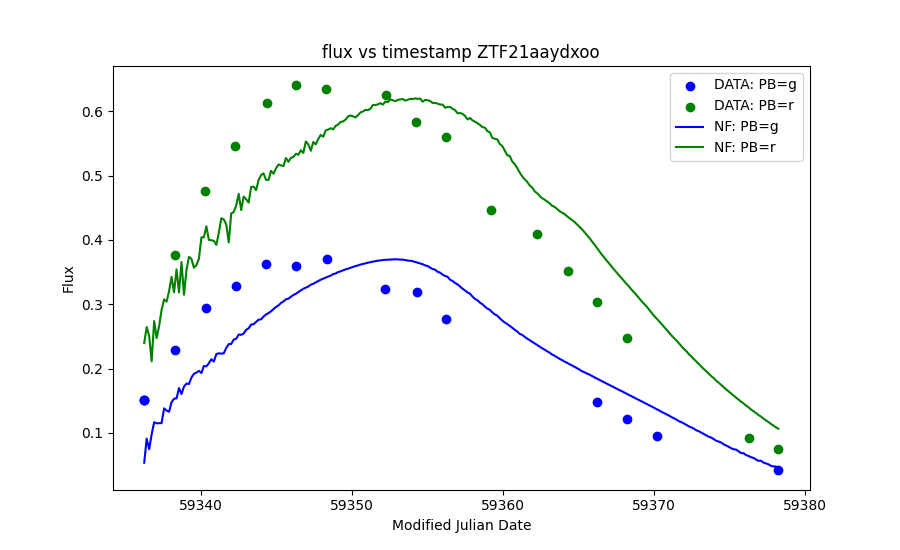 flux vs timestamp ZTF21aaydxoo
DATA: PB=g
DATA: PB=r
NF: PB=g
NF: PB=r
Flux
0.6
0.5
0.4
0.3
0.2
0.1
59340
59350
59360
59370
59380
Modified Julian Date